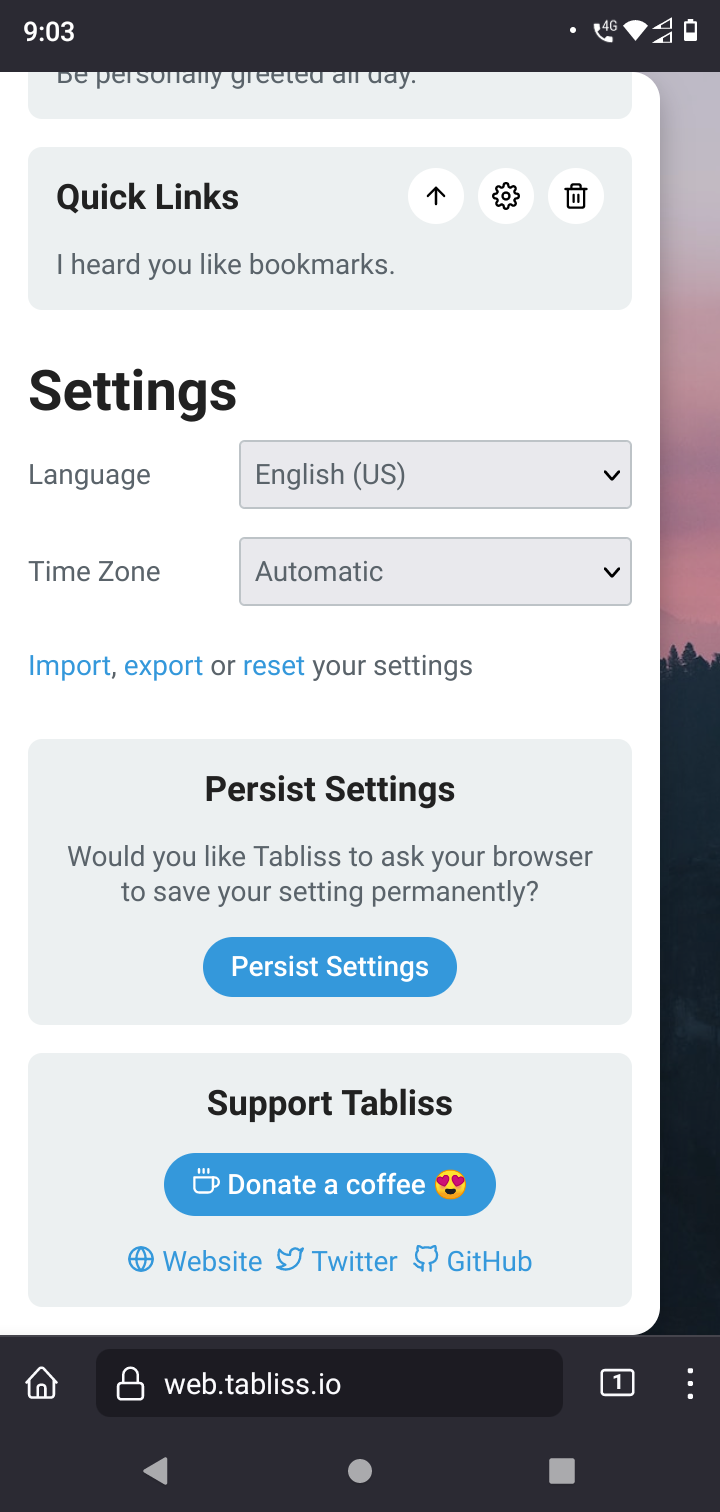 9:03
4G
Be personally greeted all day.
Quick Links
I heard you like bookmarks.
Settings
Language
English (US)
Time Zone
Automatic
Import, export or reset your settings
Persist Settings
Would you like Tabliss to ask your browser
to save your setting permanently?
Persist Settings
Support Tabliss
Donate a coffee 😍
Website Twitter GitHub
web.tabliss.io
1